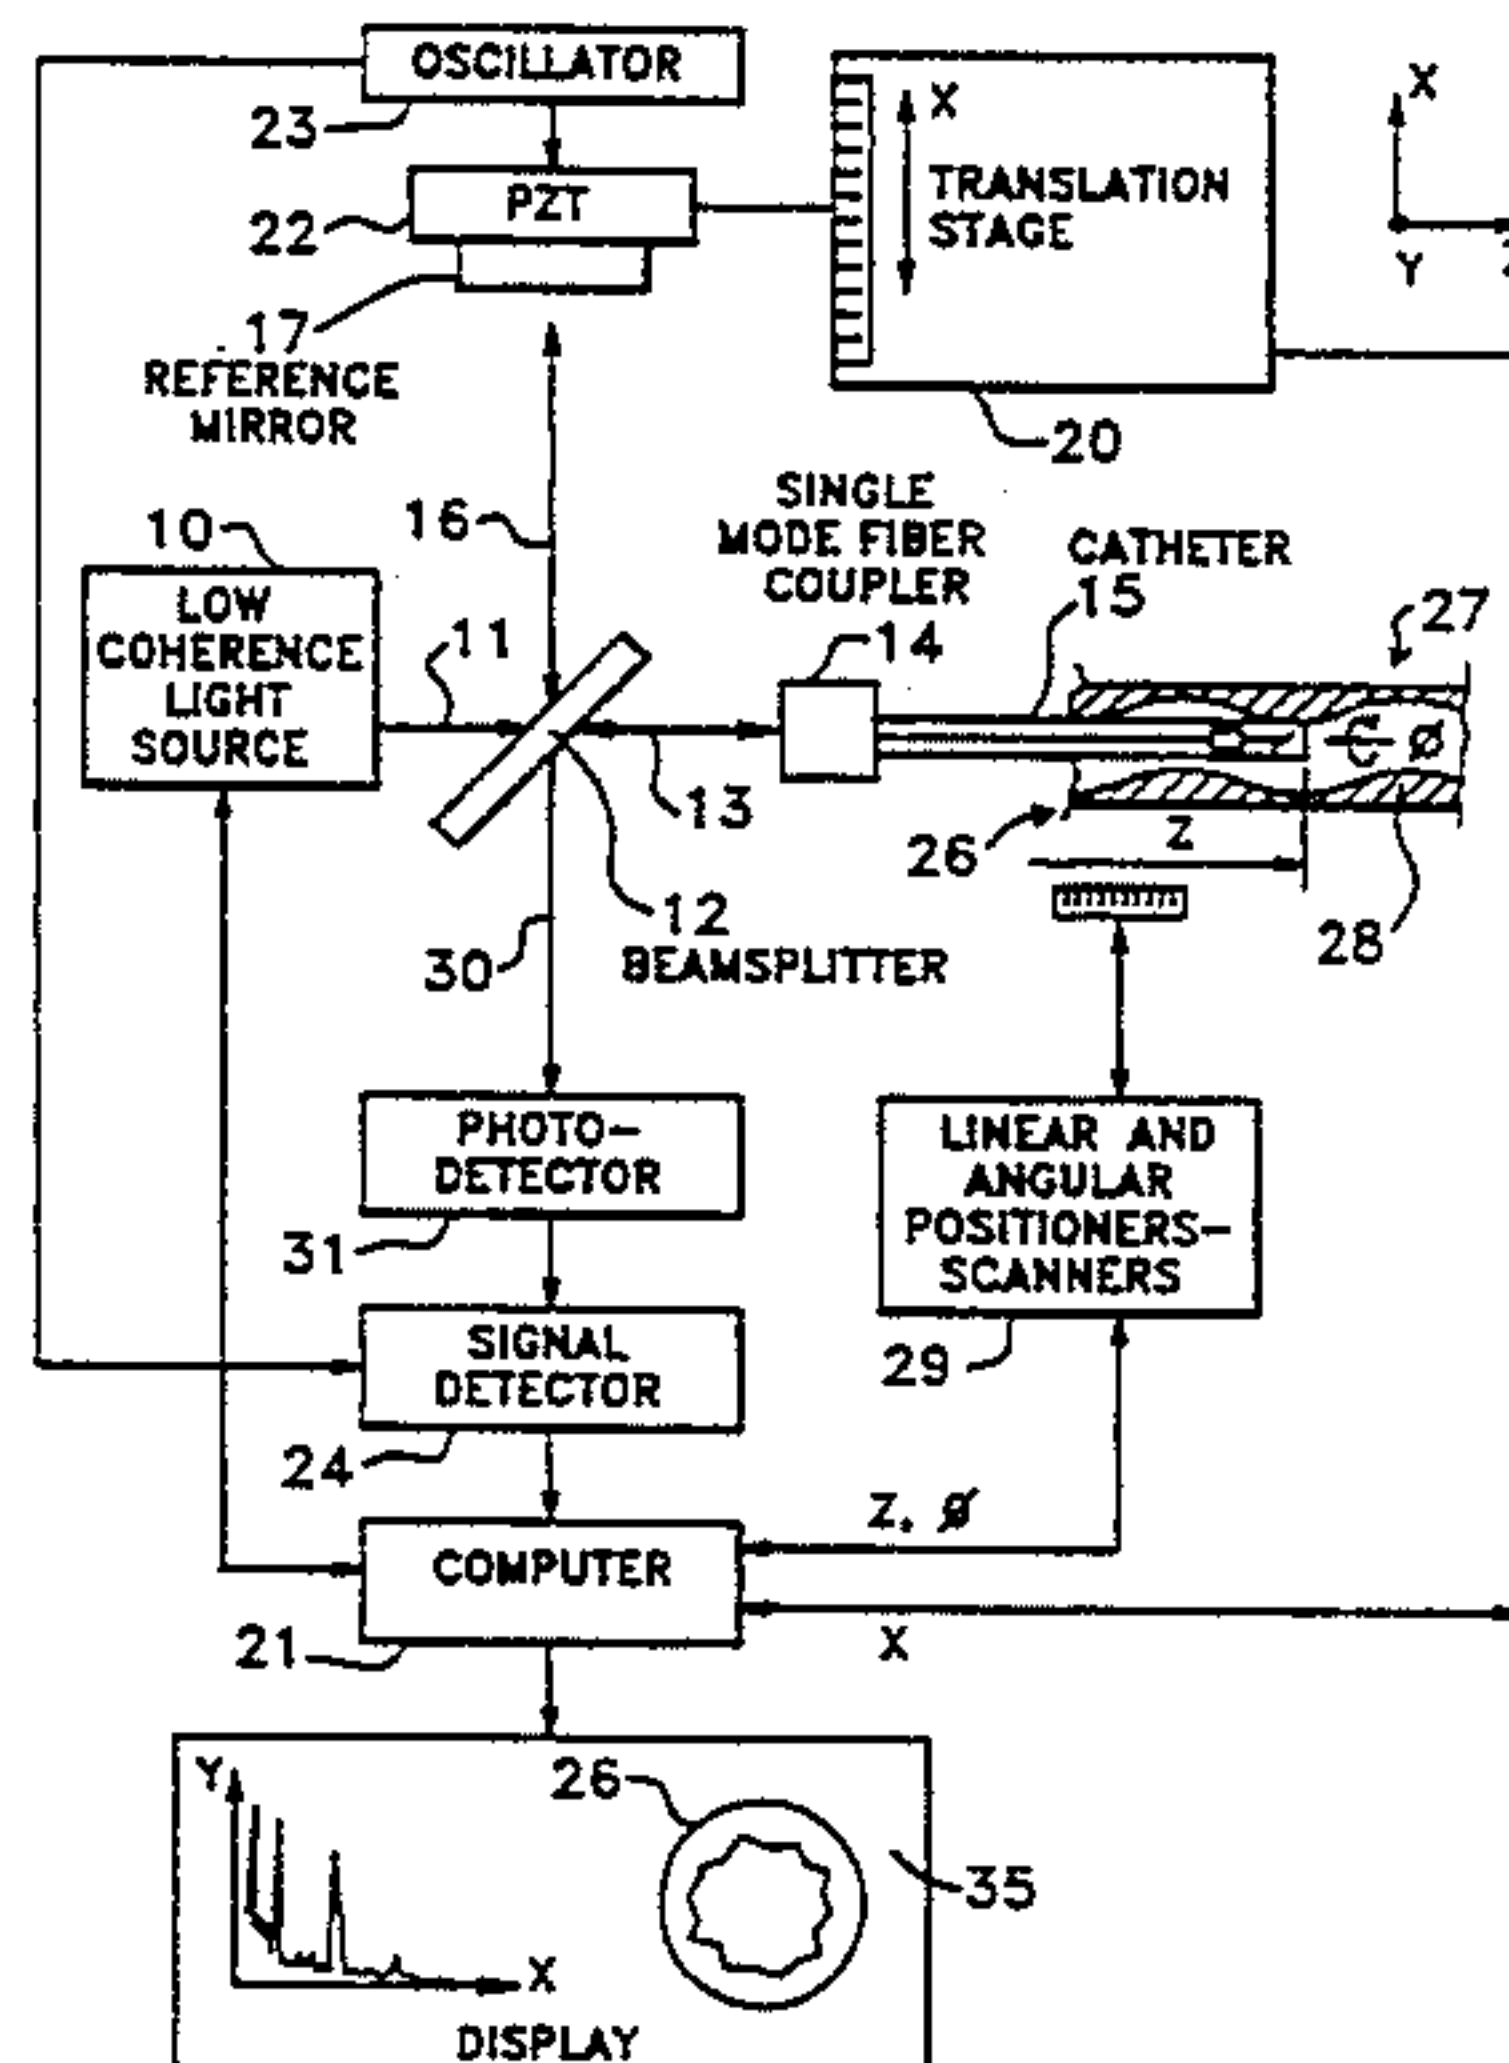 OSCILLATOR
23
PZT
22
17
REFERENCE
MIRROR
X
TRANSLATION
STAGE
20
X
Y
16
10
LOW
COHERENCE
LIGHT
SOURCE
11
SINGLE
MODE FIBER
COUPLER
14
CATHETER
15
27
Ø
13
26
Z
28
12
BEAMSPLITTER
30
PHOTO-
DETECTOR
31
LINEAR AND
ANGULAR
POSITIONERS-
SCANNERS
29
SIGNAL
DETECTOR
24
Z, Ø
COMPUTER
21
X
Y
26
35
X
DISPLAY